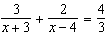 3/(x + 3) + 2/(x − 4) = 4/3